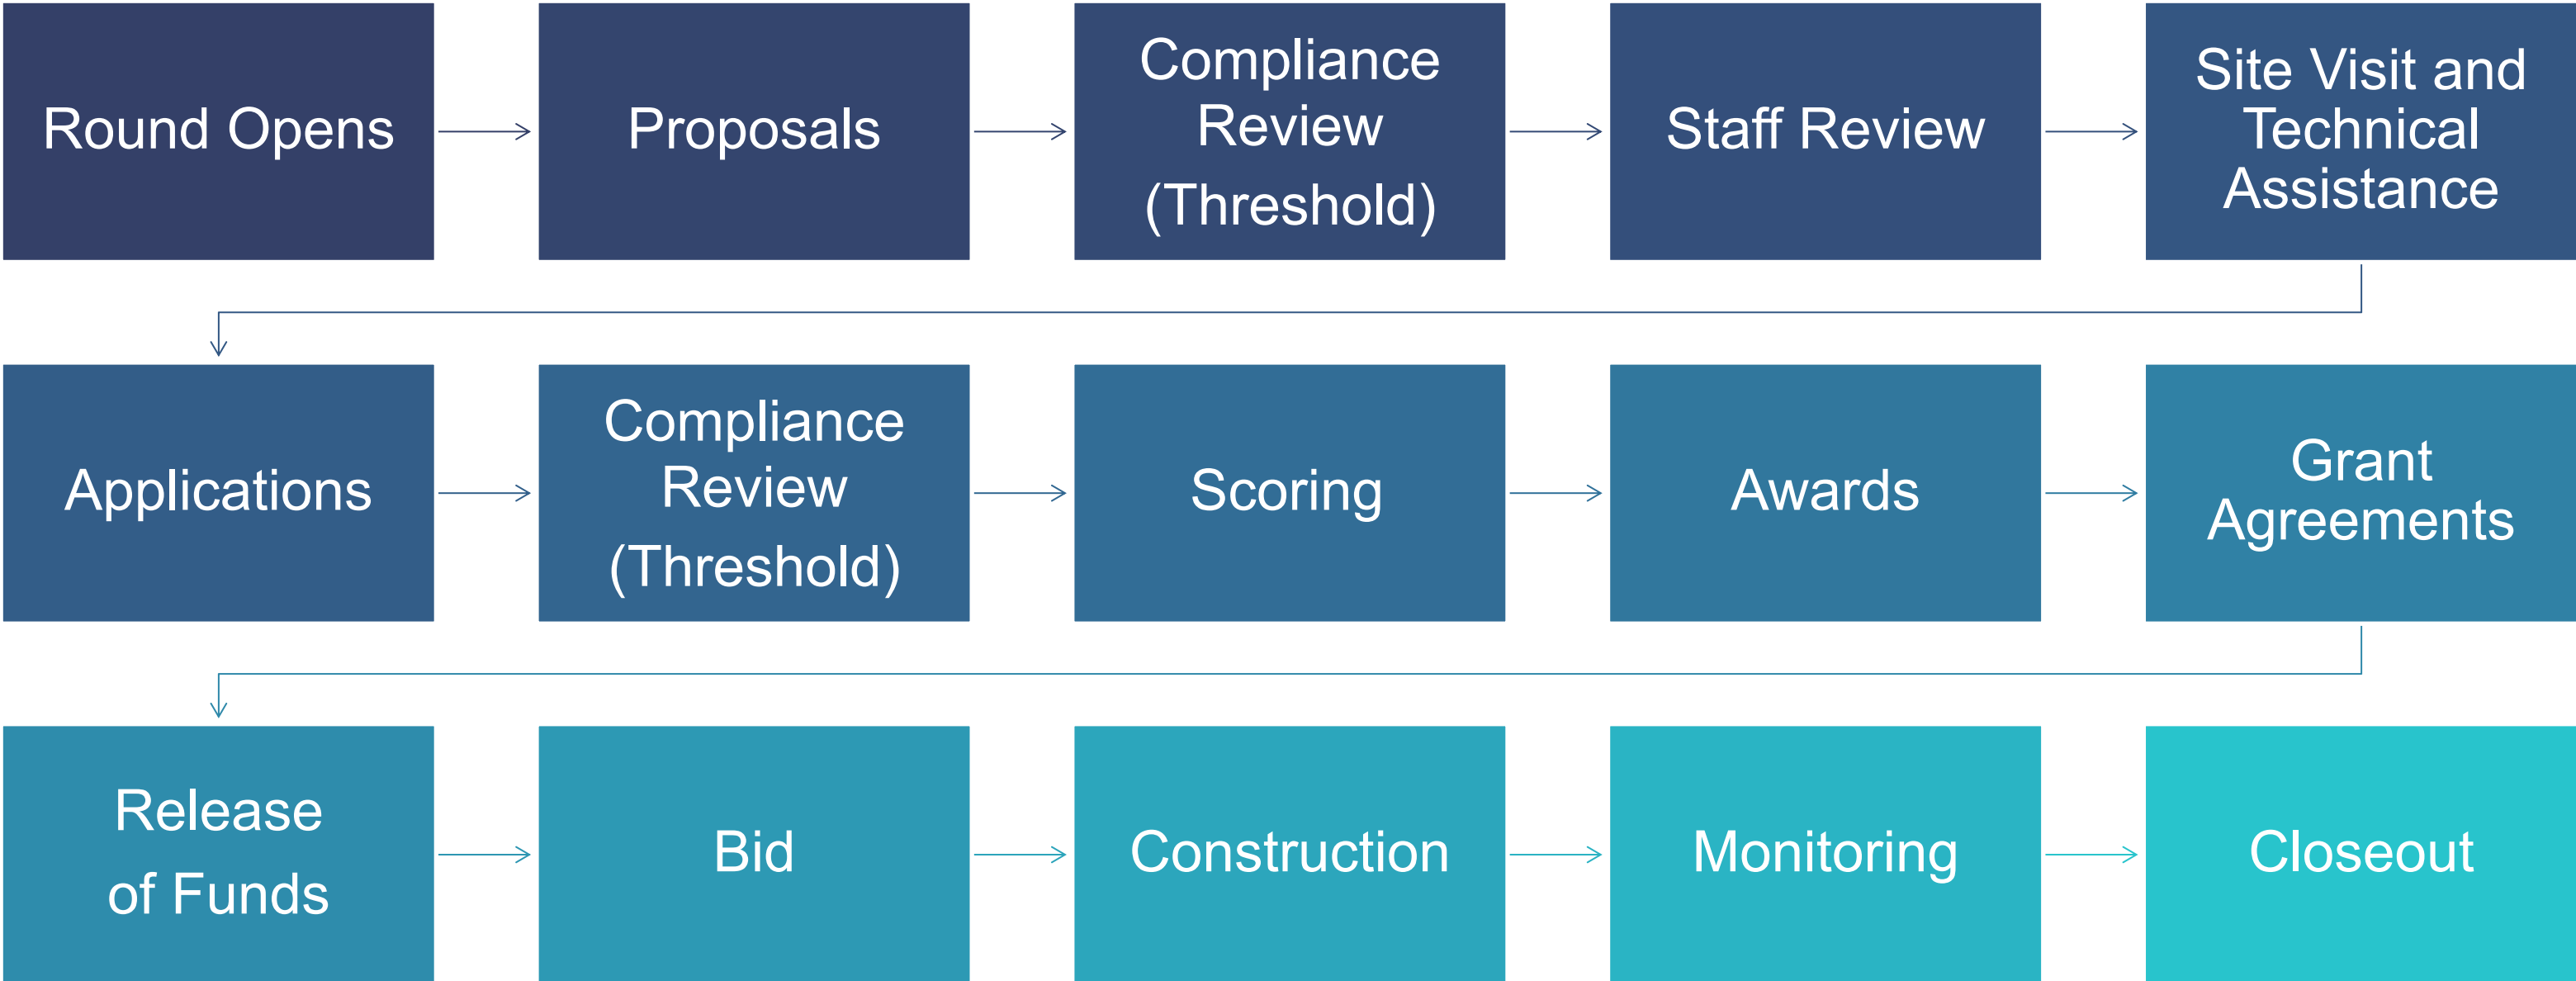 Round Opens
Proposals
Compliance
Review
(Threshold)
Staff Review
Site Visit and
Technical
Assistance
Applications
Compliance
Review
(Threshold)
Scoring
Awards
Grant
Agreements
Release
of Funds
Bid
Construction
Monitoring
Closeout